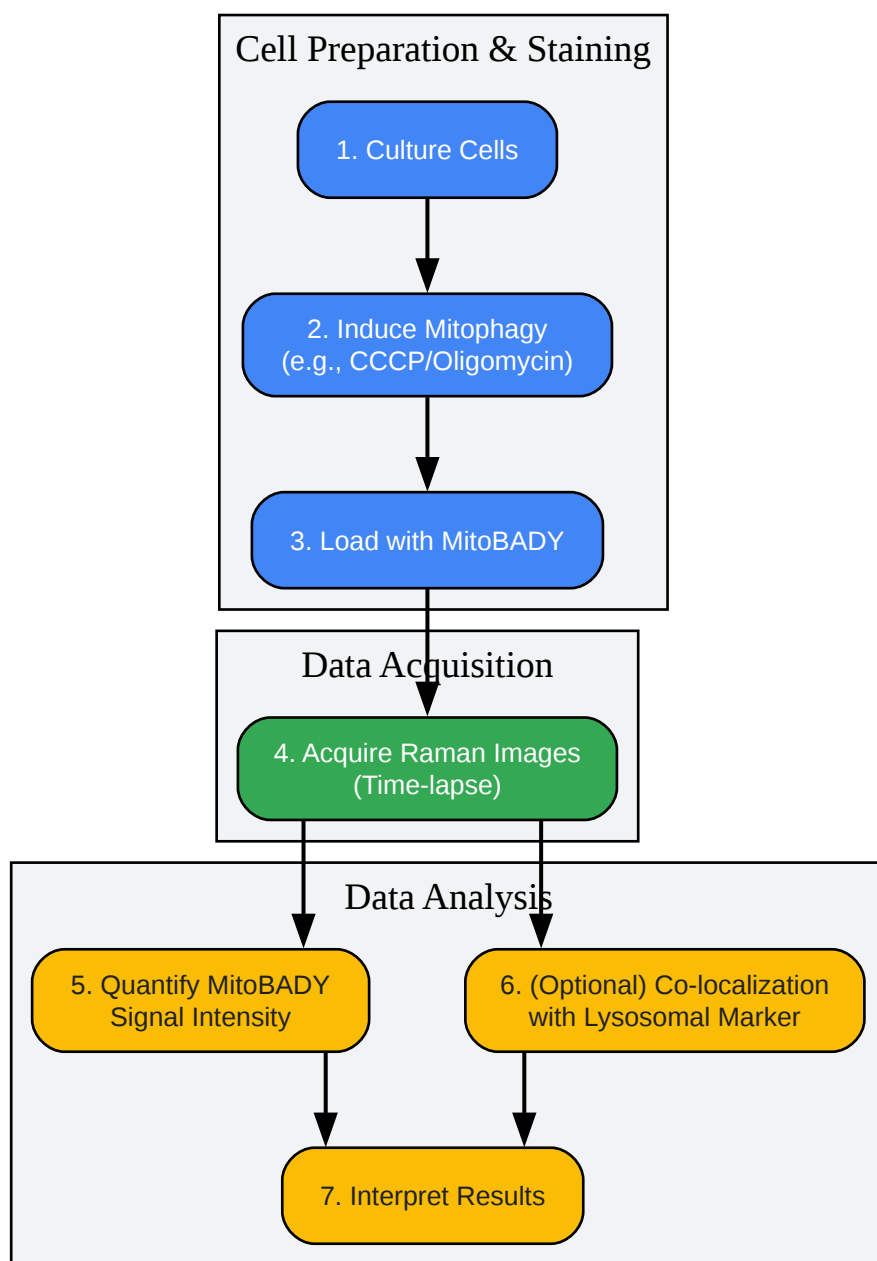 Cell Preparation & Staining
1. Culture Cells
2. Induce Mitophagy
(e.g., CCCP/Oligomycin)
3. Load with MitoBADY
Data Acquisition
4. Acquire Raman Images
(Time-lapse)
Data Analysis
5. Quantify MitoBADY
Signal Intensity
6. (Optional) Co-localization
with Lysosomal Marker
7. Interpret Results